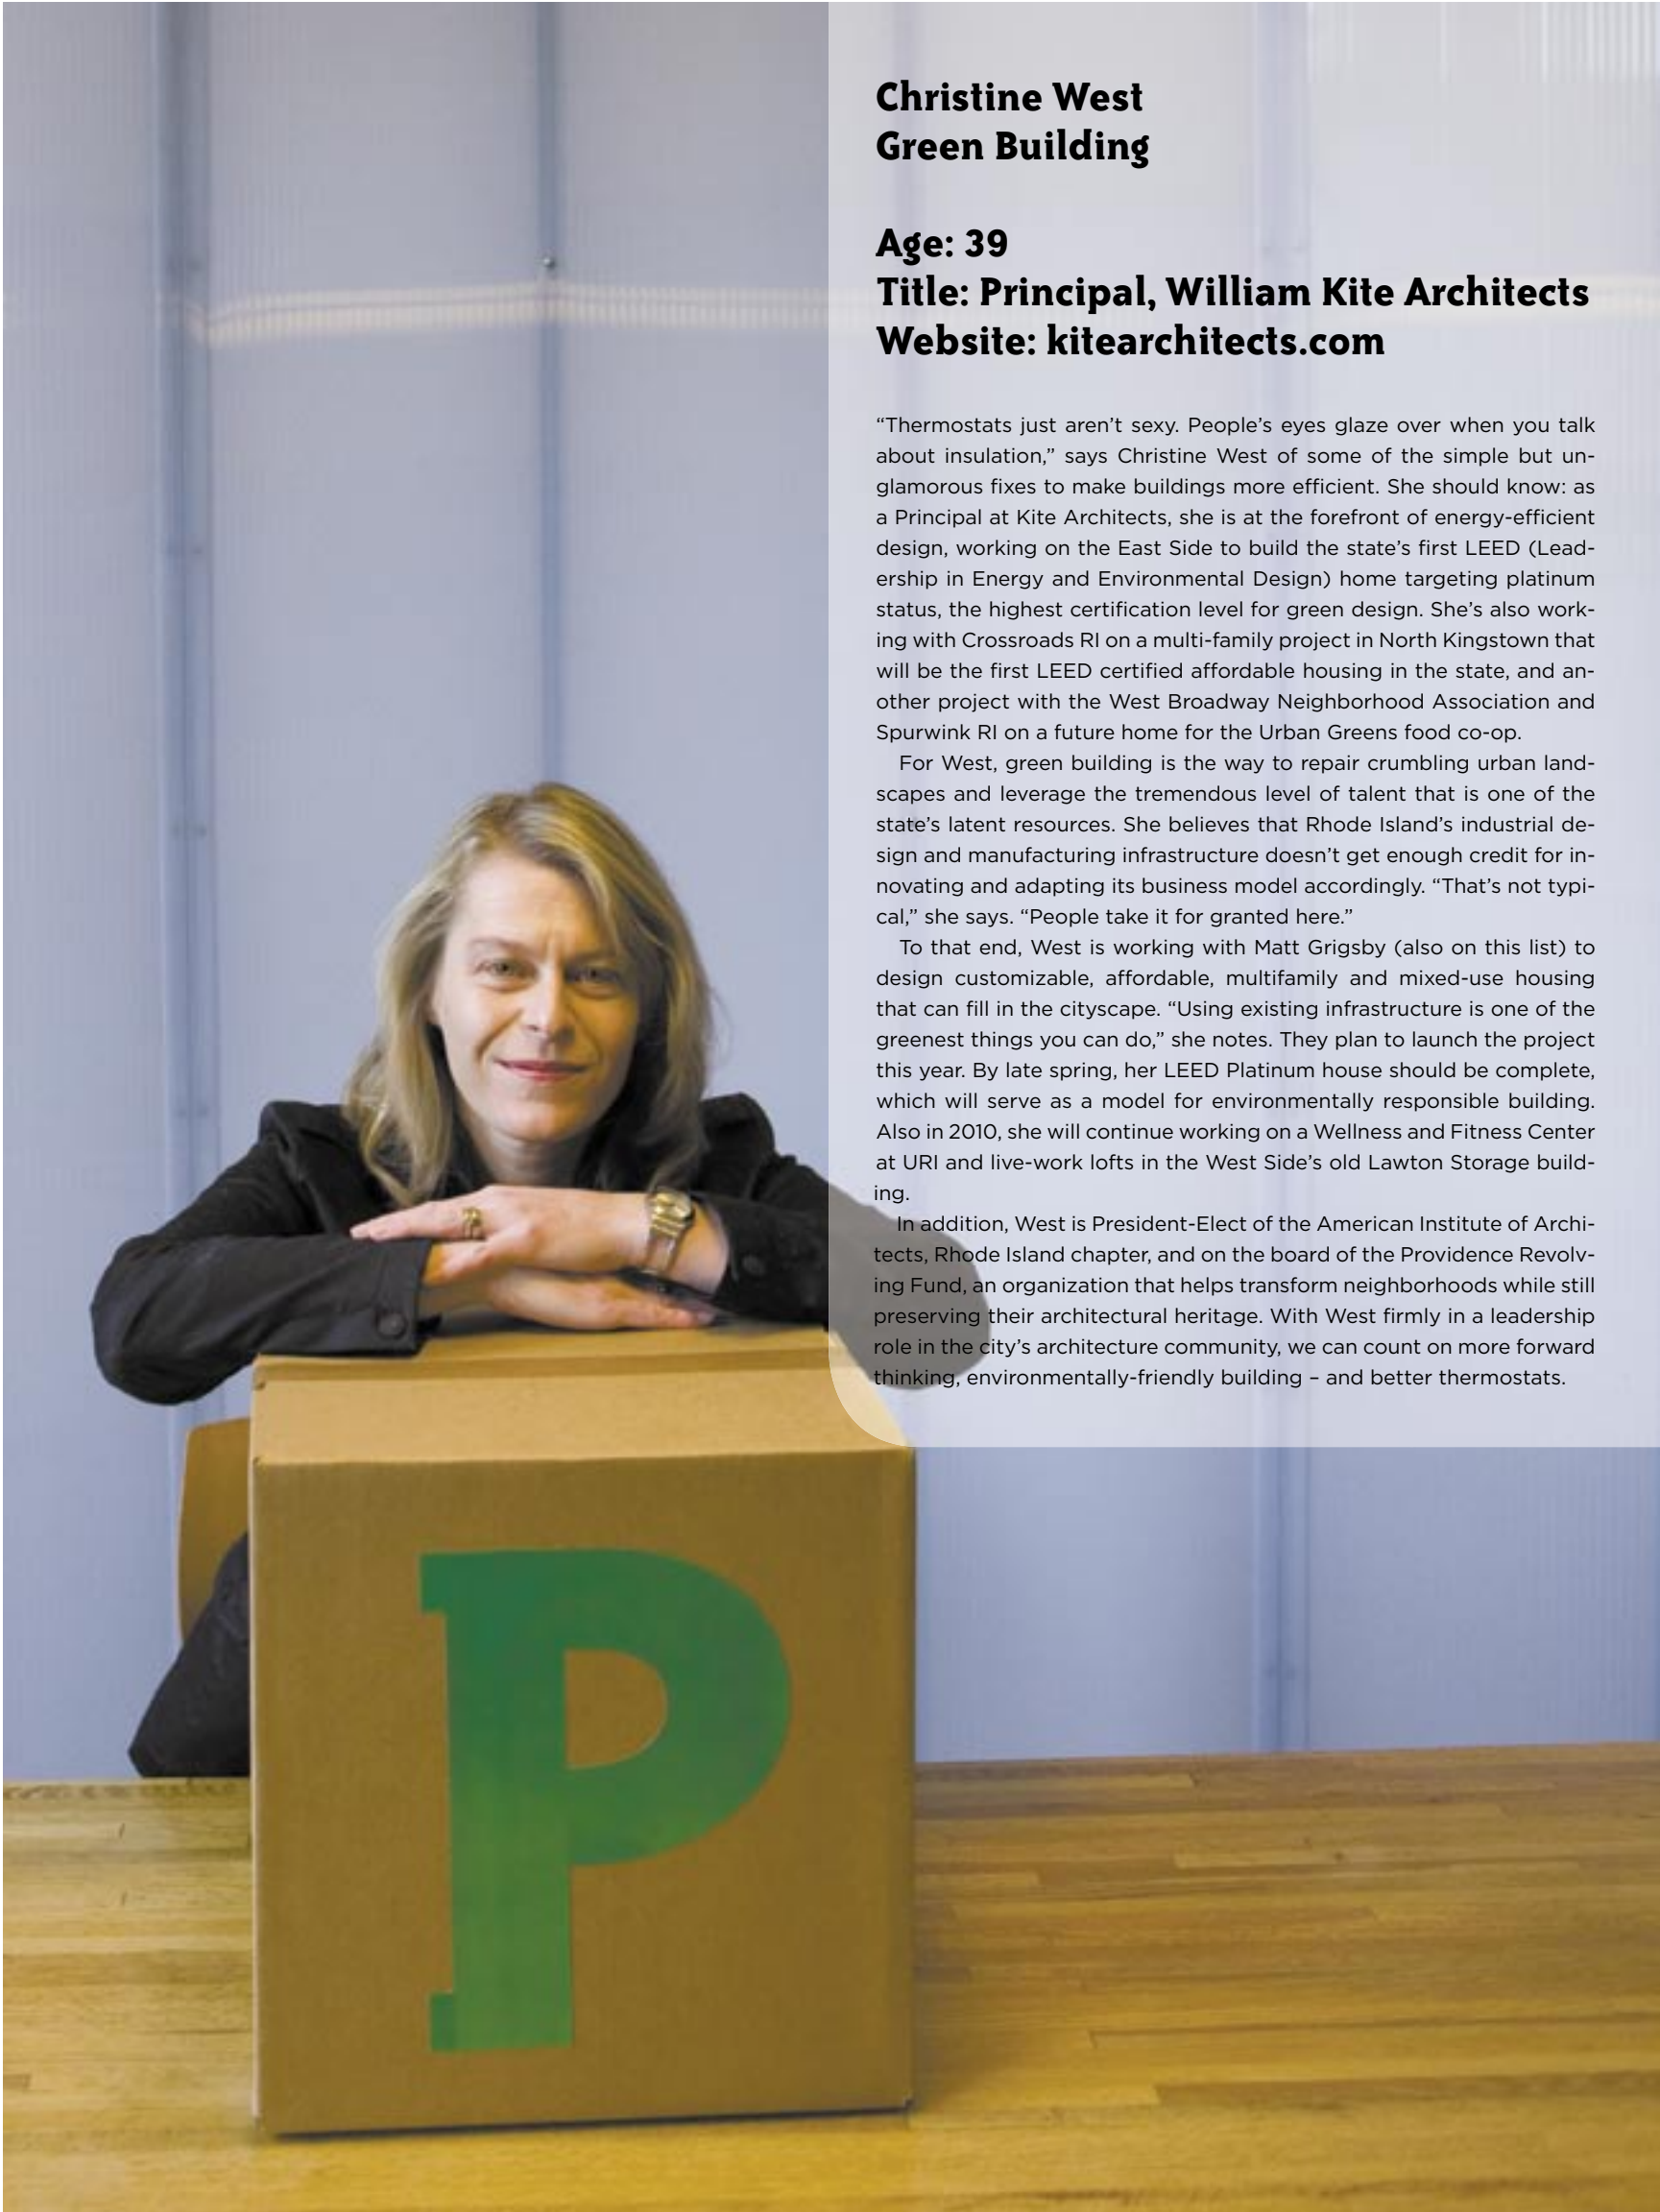 Christine West
Green Building
Age: 39
Title: Principal, William Kite Architects
Website: kitearchitects.com
“Thermostats just aren’t sexy. People’s eyes glaze over when you talk
about insulation,” says Christine West of some of the simple but un-
glamorous fixes to make buildings more efficient. She should know: as
a Principal at Kite Architects, she is at the forefront of energy-efficient
design, working on the East Side to build the state’s first LEED (Lead-
ership in Energy and Environmental Design) home targeting platinum
status, the highest certification level for green design. She’s also work-
ing with Crossroads RI on a multi-family project in North Kingstown that
will be the first LEED certified affordable housing in the state, and an-
other project with the West Broadway Neighborhood Association and
Spurwink RI on a future home for the Urban Greens food co-op.
For West, green building is the way to repair crumbling urban land-
scapes and leverage the tremendous level of talent that is one of the
state’s latent resources. She believes that Rhode Island’s industrial de-
sign and manufacturing infrastructure doesn’t get enough credit for in-
novating and adapting its business model accordingly. “That’s not typi-
cal,” she says. “People take it for granted here.”
To that end, West is working with Matt Grigsby (also on this list) to
design customizable, affordable, multifamily and mixed-use housing
that can fill in the cityscape. “Using existing infrastructure is one of the
greenest things you can do,” she notes. They plan to launch the project
this year. By late spring, her LEED Platinum house should be complete,
which will serve as a model for environmentally responsible building.
Also in 2010, she will continue working on a Wellness and Fitness Center
at URI and live-work lofts in the West Side’s old Lawton Storage build-
ing.
In addition, West is President-Elect of the American Institute of Archi-
tects, Rhode Island chapter, and on the board of the Providence Revolv-
ing Fund, an organization that helps transform neighborhoods while still
preserving their architectural heritage. With West firmly in a leadership
role in the city’s architecture community, we can count on more forward
thinking, environmentally-friendly building – and better thermostats.
P